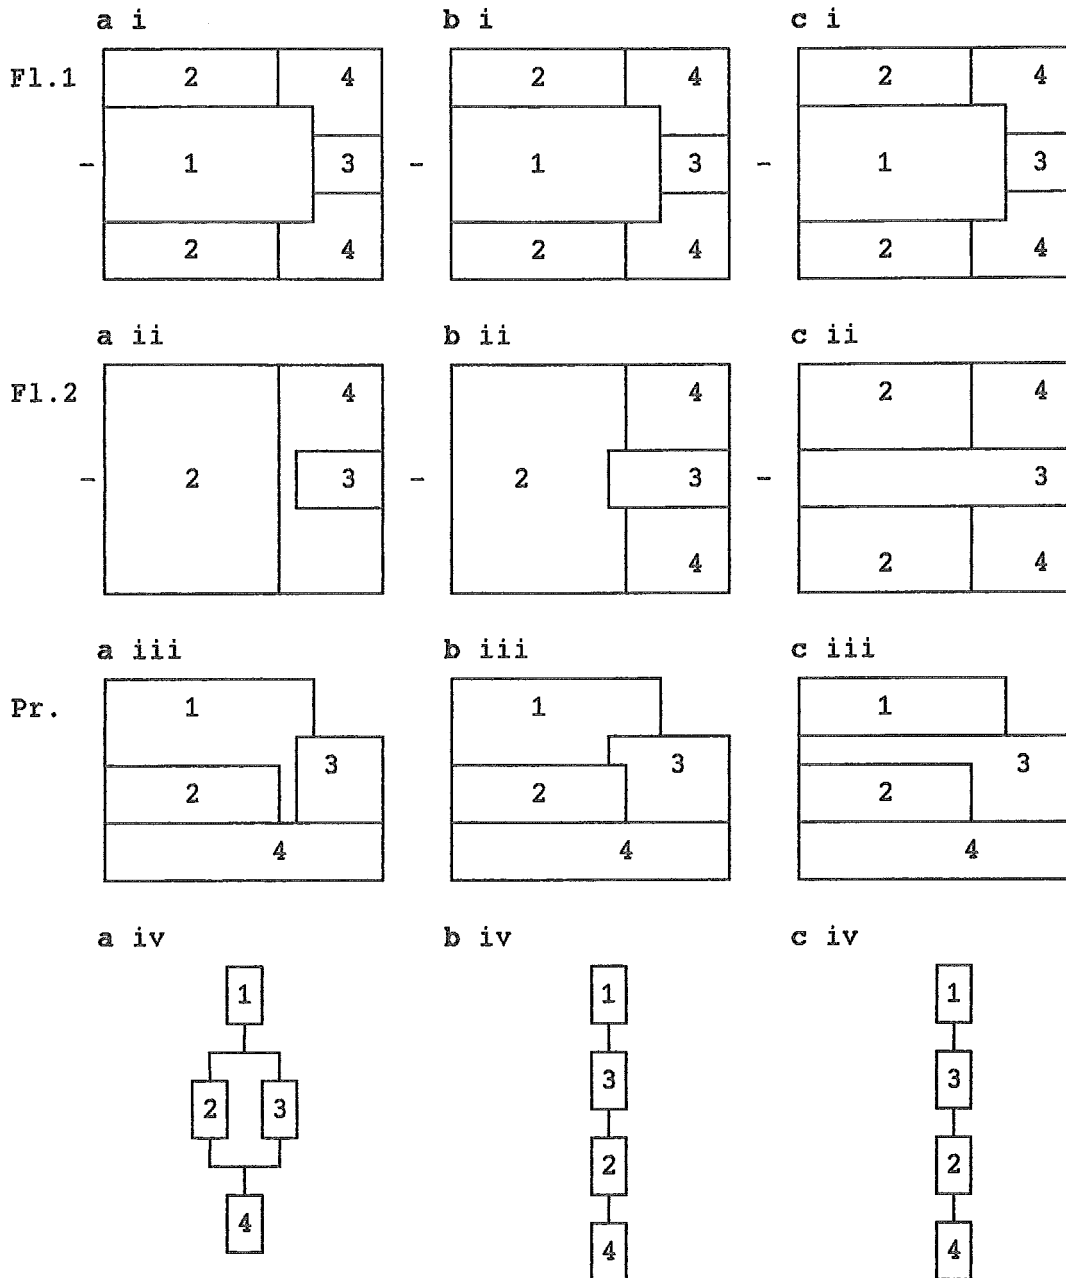 a i b i c i
Fl.1 2 4 2 4 2 4
- 1 3 - 1 3 - 1 3
2 4 2 4 2 4
a ii b ii c ii
Fl.2 4 4 2 4
- 2 3 - 2 3 - 3
4 2 4
a iii b iii c iii
Pr. 1 1 1
3 3 3
2 2 2
4 4 4
a iv b iv c iv
1 1 1
3 3
2 3
2 2
4
4 4